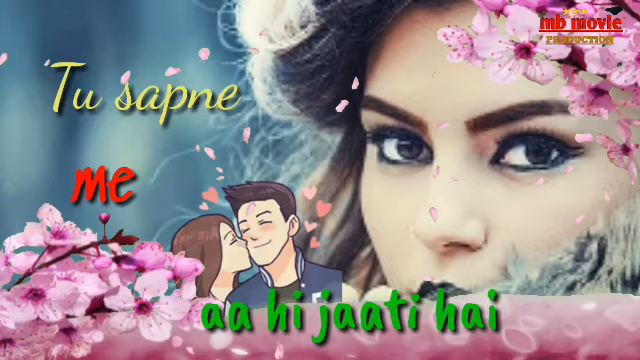 mb movie
PRODUCTION
Tu sapne
me
aa hi jaati hai